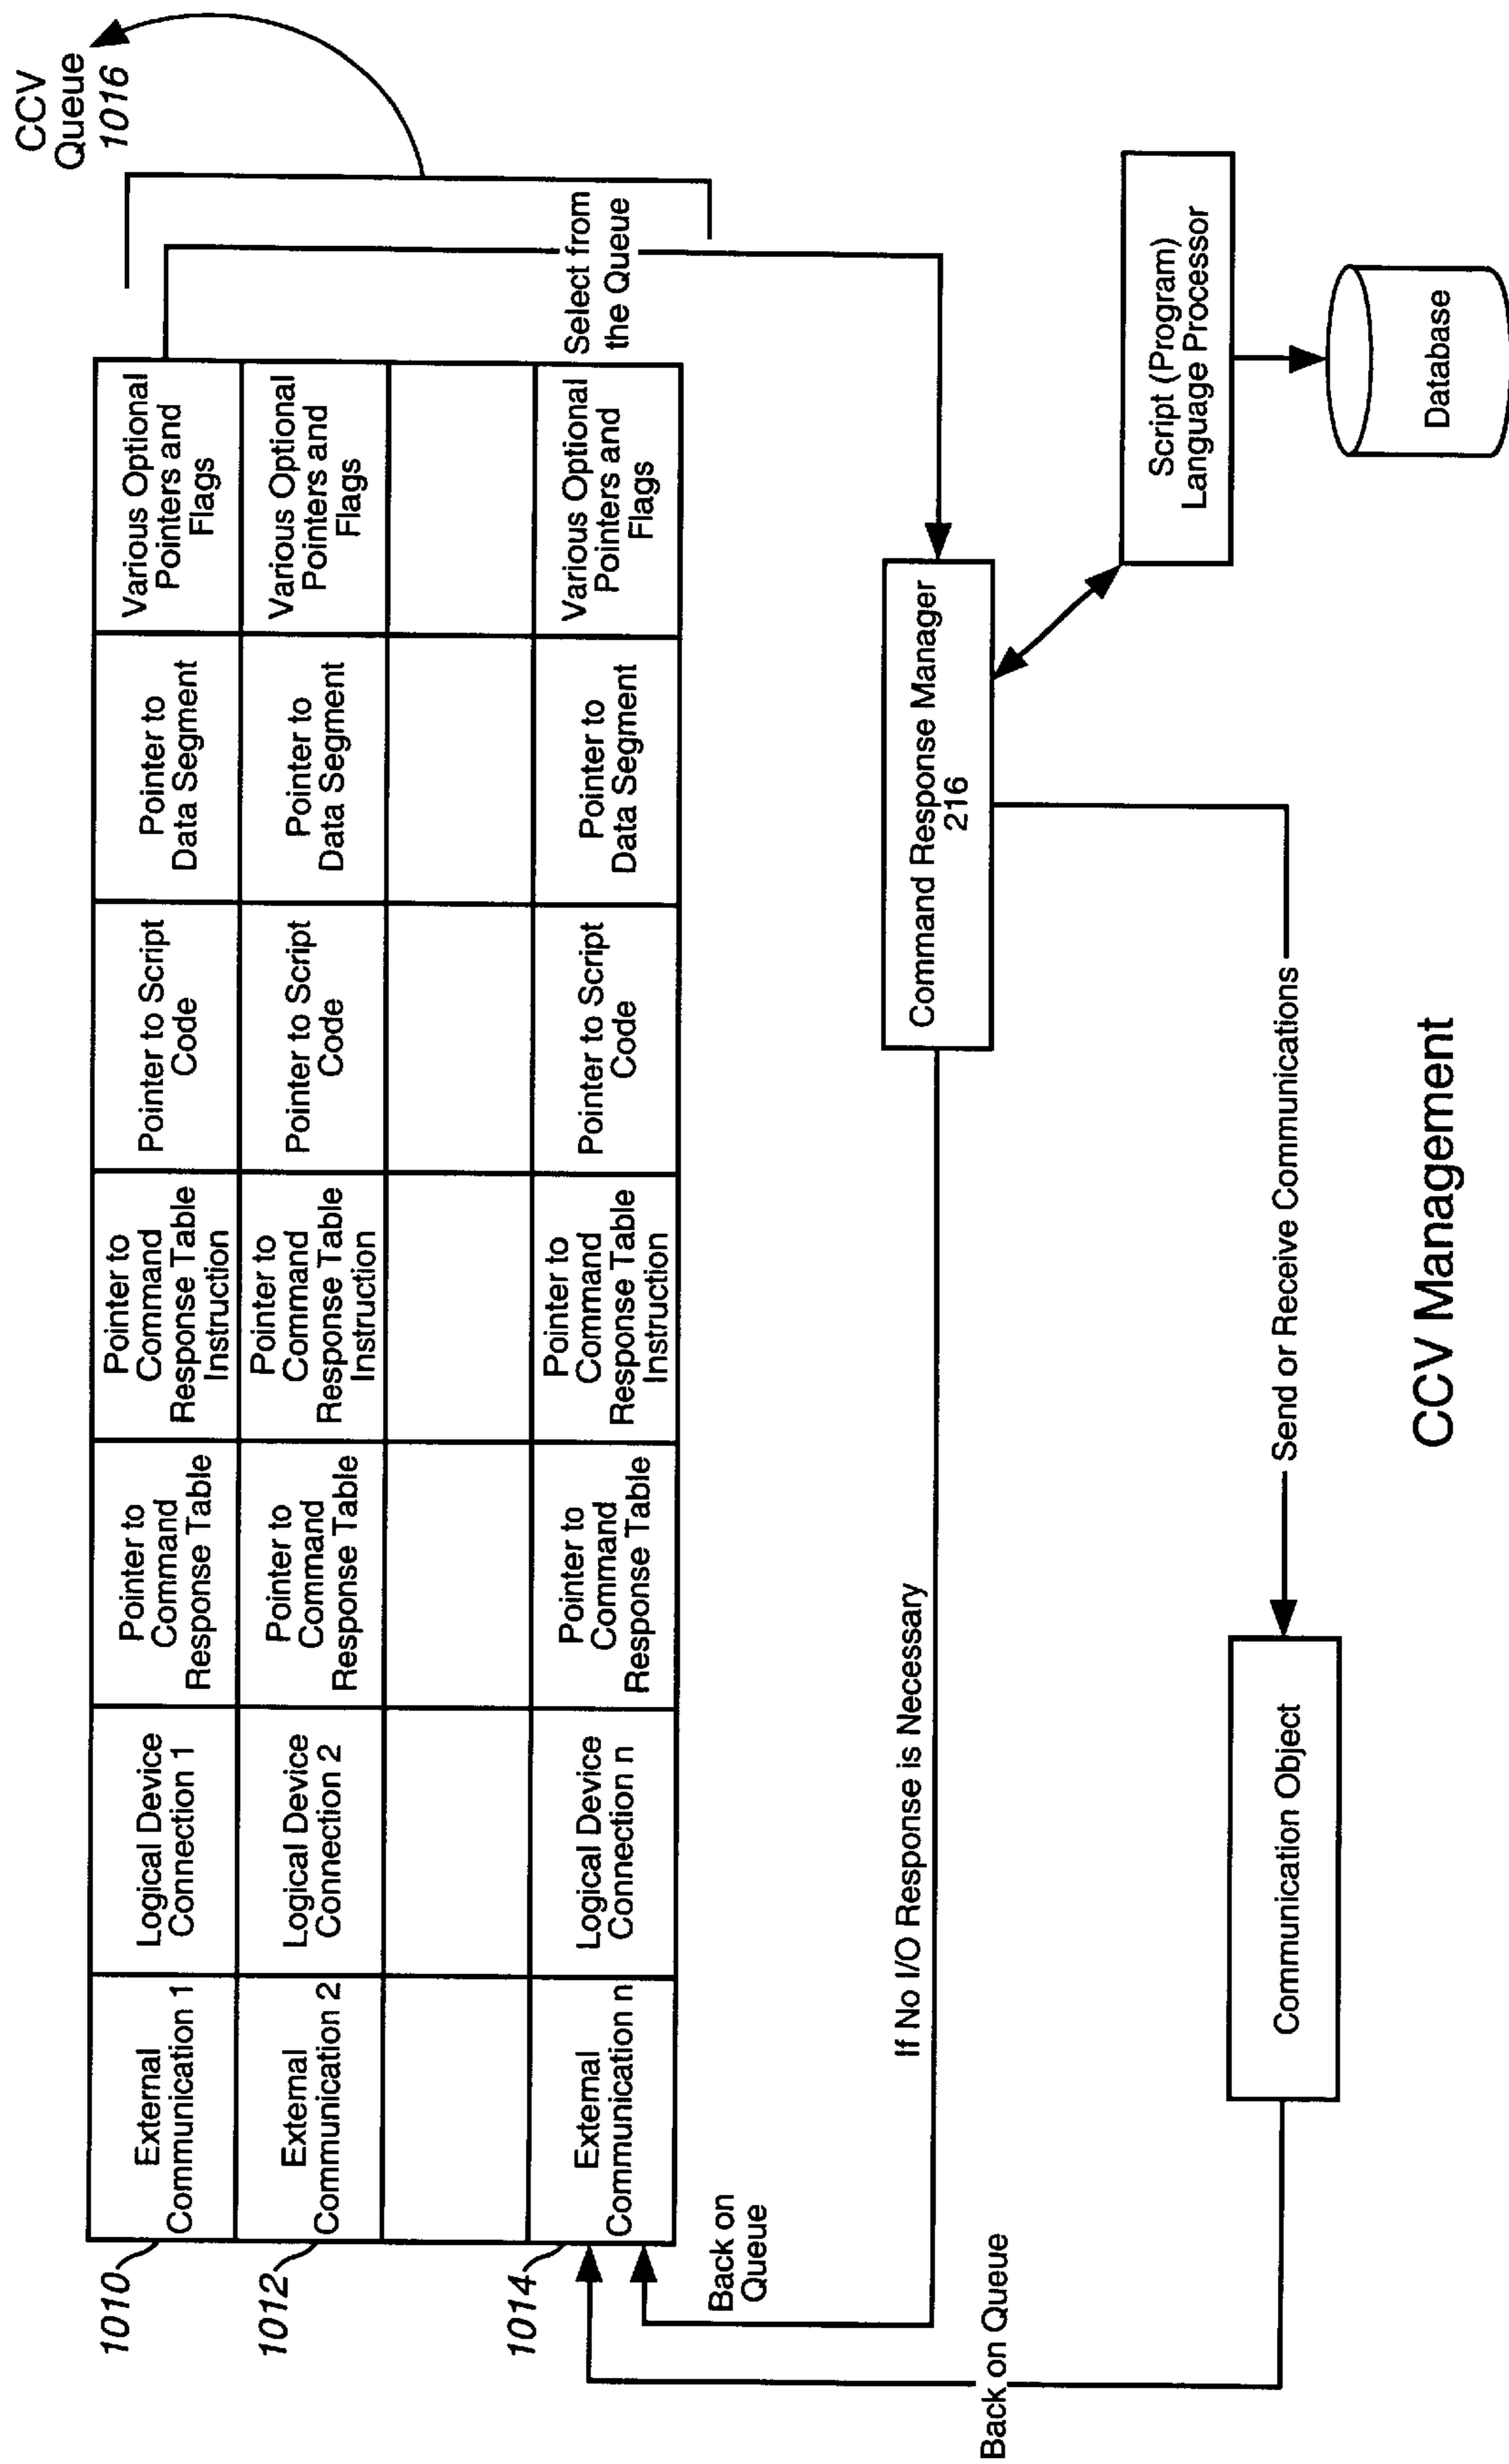 CCV
Queue
1016
1010
External
Communication 1
Logical Device
Connection 1
Pointer to
Command
Response Table
Pointer to
Command
Response Table
Instruction
Pointer to Script
Code
Pointer to
Data Segment
Various Optional
Pointers and
Flags
1012
External
Communication 2
Logical Device
Connection 2
Pointer to
Command
Response Table
Pointer to
Command
Response Table
Instruction
Pointer to Script
Code
Pointer to
Data Segment
Various Optional
Pointers and
Flags
1014
External
Communication n
Logical Device
Connection n
Pointer to
Command
Response Table
Pointer to
Command
Response Table
Instruction
Pointer to Script
Code
Pointer to
Data Segment
Various Optional
Pointers and
Flags
Select from
the Queue
Back on
Queue
If No I/O Response is Necessary
Command Response Manager
216
Back on Queue
Script (Program)
Language Processor
Communication Object
Send or Receive Communications
Database
CCV Management